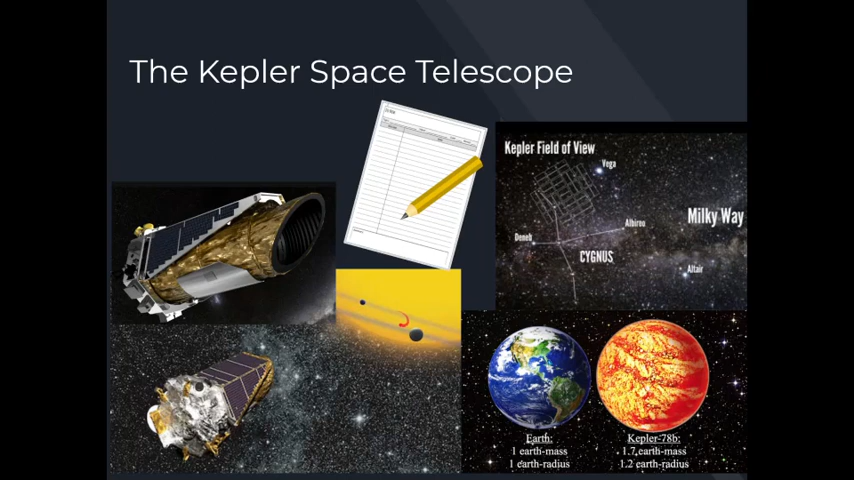 The Kepler Space Telescope
Kepler Field of View
Vega
Milky Way
Deneb
Albireo
CYGNUS
Altair
Earth:
1 earth-mass
1 earth-radius
Kepler-78b:
1.7 earth-mass
1.2 earth-radius